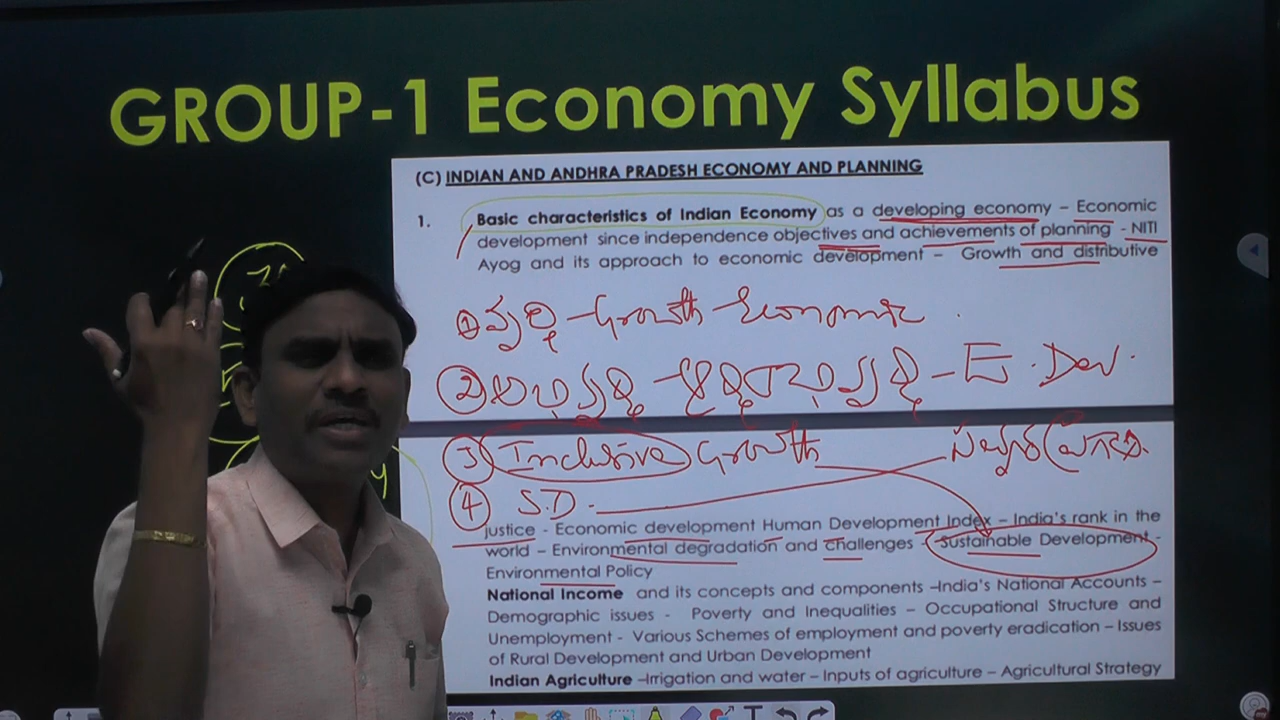 GROUP-1 Economy Syllabus
(C) INDIAN AND ANDHRA PRADESH ECONOMY AND PLANNING
1. Basic characteristics of Indian Economy as a developing economy – Economic
development since independence objectives and achievements of planning - NITI
Ayog and its approach to economic development – Growth and distributive
① వృద్ధి - Growth - Economic
② అభివృద్ధి - ఆర్థికాభివృద్ధి - E. Dev.
③ Inclusive Growth
④ S.D.
justice - Economic development Human Development Index – India's rank in the
world – Environmental degradation and challenges – Sustainable Development -
Environmental Policy
National Income and its concepts and components –India's National Accounts –
Demographic issues - Poverty and Inequalities – Occupational Structure and
Unemployment - Various Schemes of employment and poverty eradication – Issues
of Rural Development and Urban Development
Indian Agriculture –Irrigation and water – Inputs of agriculture – Agricultural Strategy